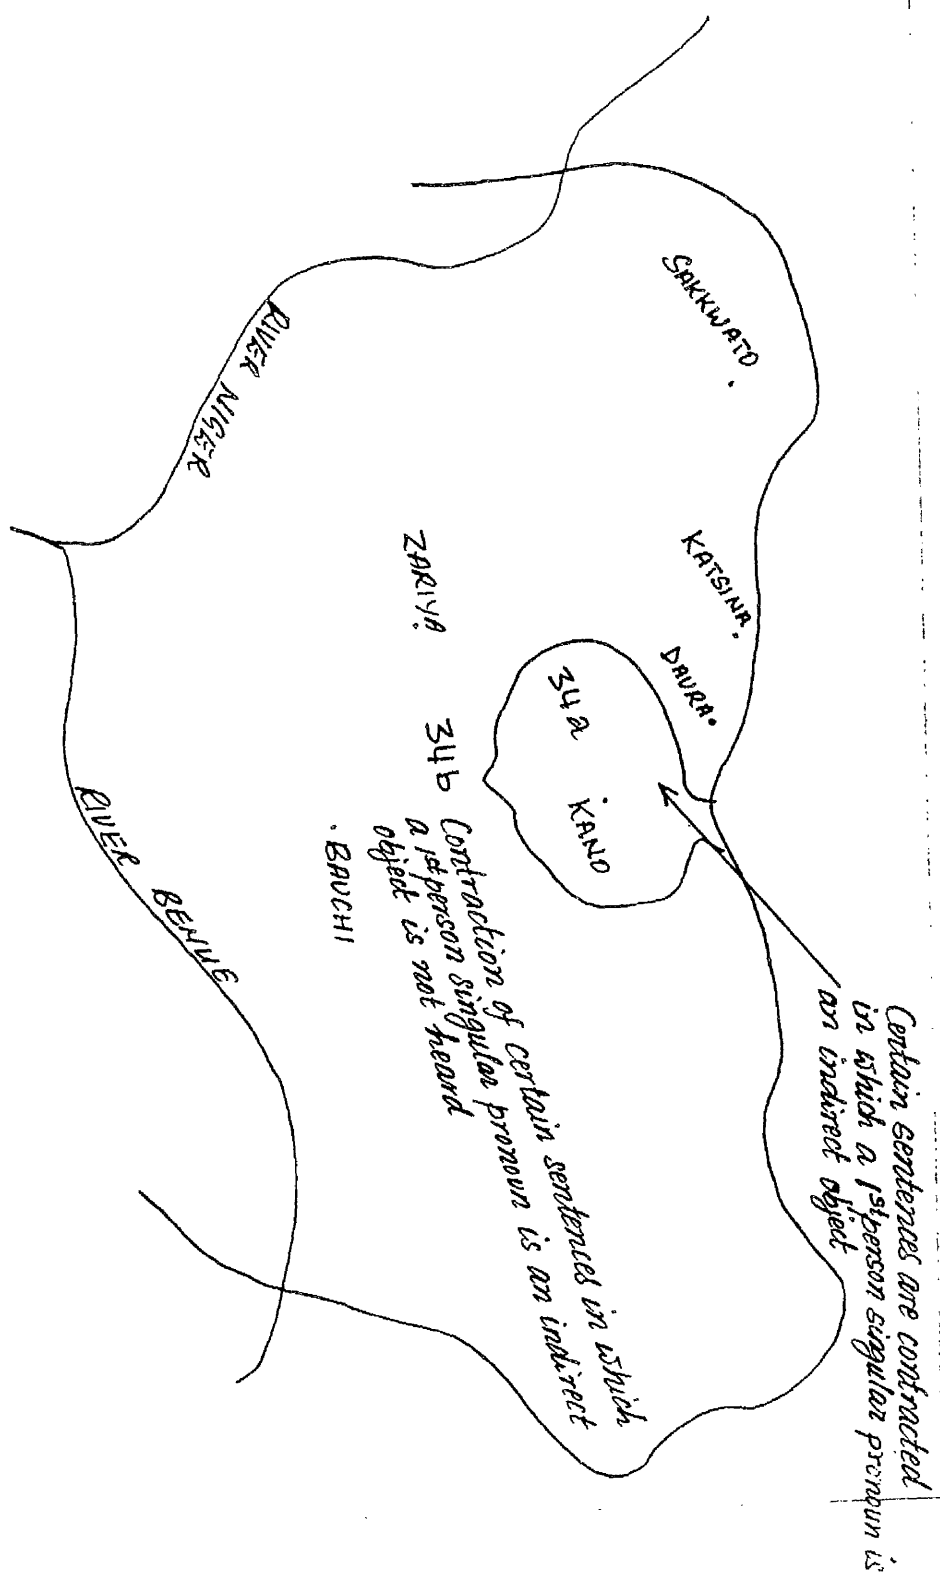 Certain sentences are contracted
in which a 1st person singular pronoun is
an indirect object
SAKKWATO
KATSINA
DAURA
34a
KANO
ZARIYA
34b
Contraction of certain sentences in which
a 1st person singular pronoun is an indirect
object is not heard
BAUCHI
RIVER NIGER
RIVER BENUE